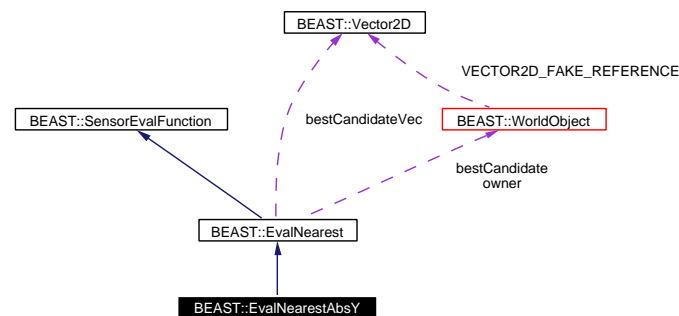 BEAST::Vector2D
VECTOR2D_FAKE_REFERENCE
BEAST::SensorEvalFunction
bestCandidateVec
BEAST::WorldObject
bestCandidate
owner
BEAST::EvalNearest
BEAST::EvalNearestAbsY